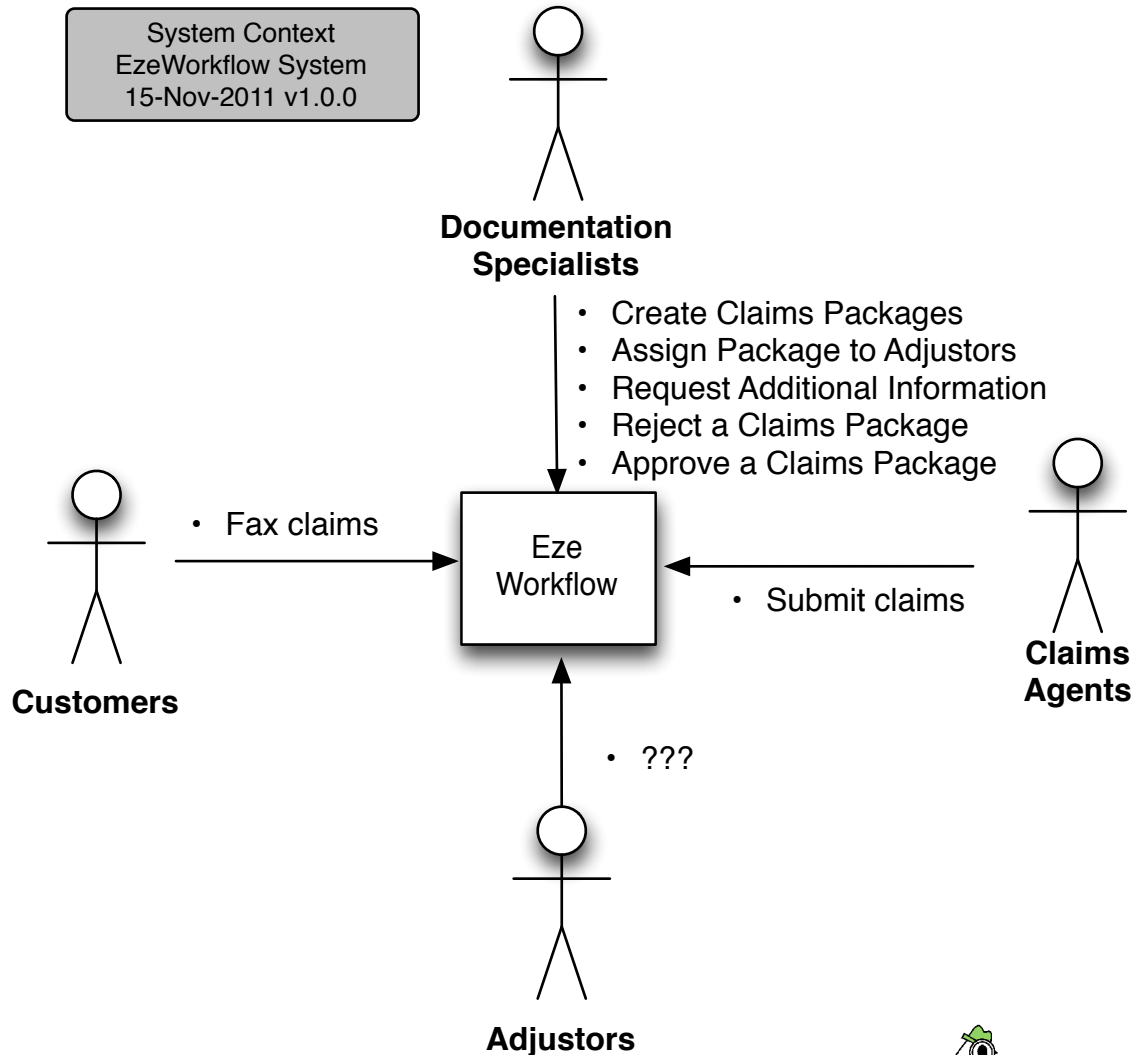 System Context
EzeWorkflow System
15-Nov-2011 v1.0.0
Documentation
Specialists
• Create Claims Packages
• Assign Package to Adjustors
• Request Additional Information
• Reject a Claims Package
• Approve a Claims Package
• Fax claims
Eze
Workflow
• Submit claims
Customers
Claims
Agents
• ???
Adjustors